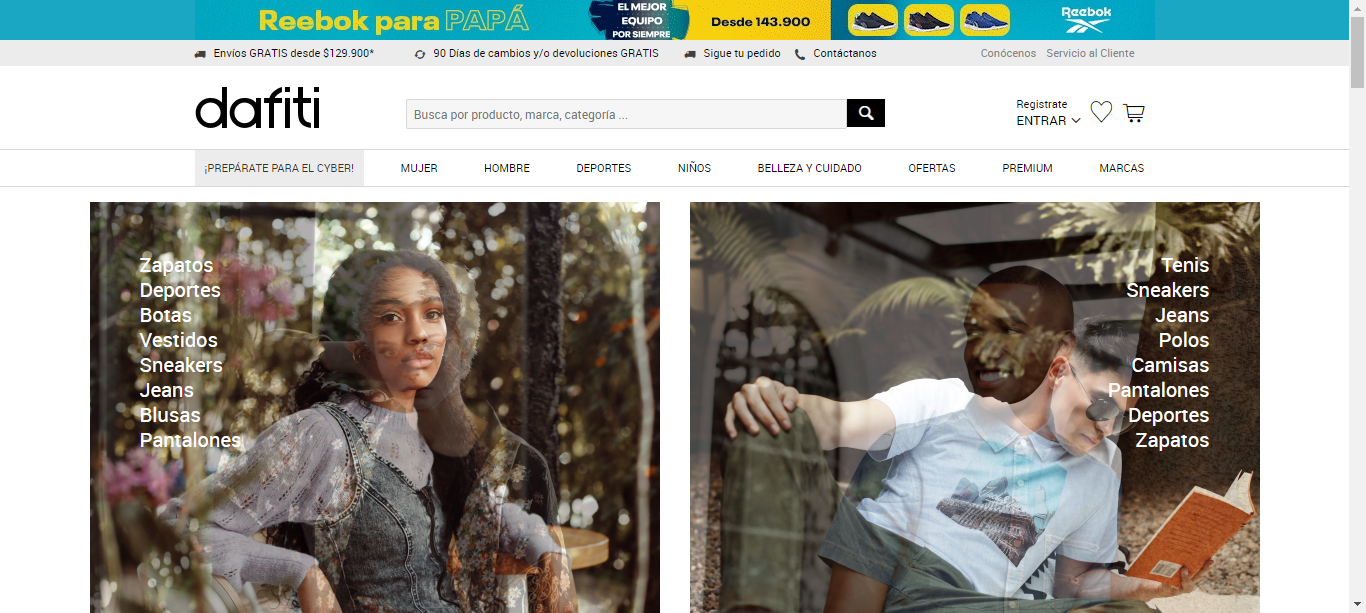 Reebok para PAPÁ
EL MEJOR
EQUIPO
POR SIEMPRE
Desde 143.900
Reebok
Envíos GRATIS desde $129.900*
90 Días de cambios y/o devoluciones GRATIS
Sigue tu pedido
Contáctanos
Conócenos
Servicio al Cliente
dafiti
Busca por producto, marca, categoría ...
Registrate
ENTRAR
¡PREPÁRATE PARA EL CYBER!
MUJER
HOMBRE
DEPORTES
NIÑOS
BELLEZA Y CUIDADO
OFERTAS
PREMIUM
MARCAS
Zapatos
Deportes
Botas
Vestidos
Sneakers
Jeans
Blusas
Pantalones
Tenis
Sneakers
Jeans
Polos
Camisas
Pantalones
Deportes
Zapatos